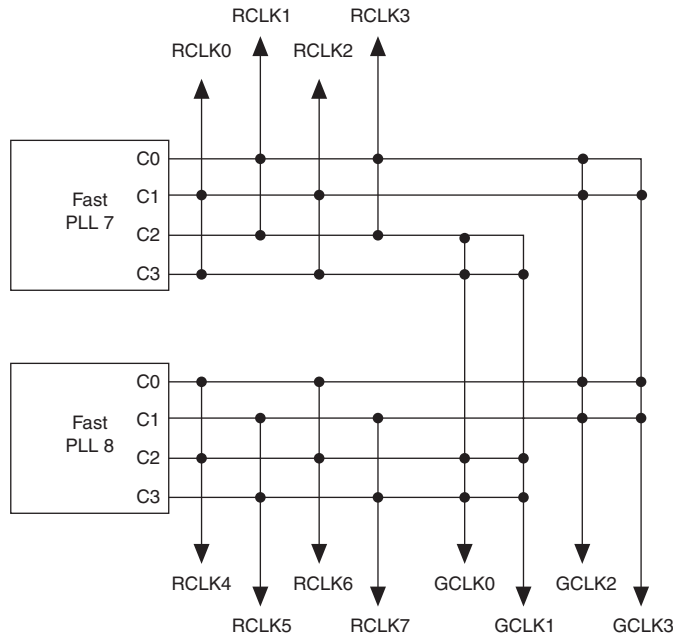 RCLK1
RCLK3
RCLK0
RCLK2
C0
C1
Fast
PLL 7
C2
C3
C0
C1
Fast
PLL 8
C2
C3
RCLK4
RCLK6
GCLK0
GCLK2
RCLK5
RCLK7
GCLK1
GCLK3